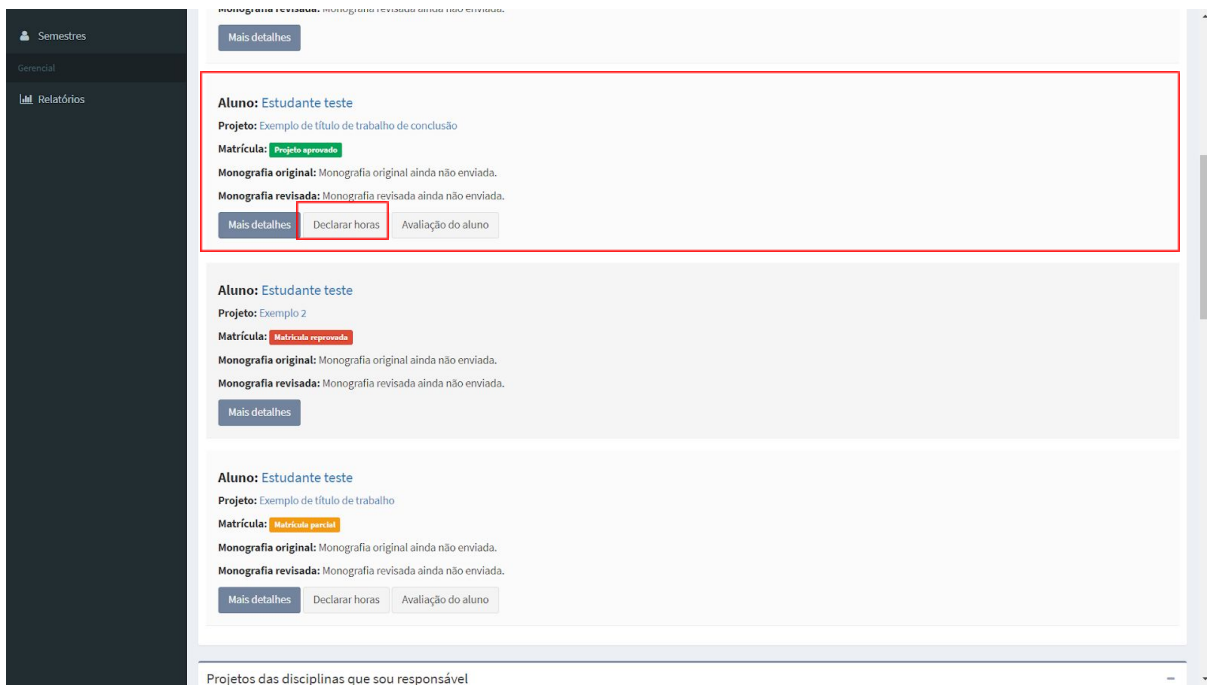 Monografia revisada: Monografia revisada ainda não enviada.
Mais detalhes
Semestres
Gerencial
Relatórios
Aluno: Estudante teste
Projeto: Exemplo de título de trabalho de conclusão
Matrícula: Projeto aprovado
Monografia original: Monografia original ainda não enviada.
Monografia revisada: Monografia revisada ainda não enviada.
Mais detalhes Declarar horas Avaliação do aluno
Aluno: Estudante teste
Projeto: Exemplo 2
Matrícula: Matrícula reprovada
Monografia original: Monografia original ainda não enviada.
Monografia revisada: Monografia revisada ainda não enviada.
Mais detalhes
Aluno: Estudante teste
Projeto: Exemplo de título de trabalho
Matrícula: Matrícula parcial
Monografia original: Monografia original ainda não enviada.
Monografia revisada: Monografia revisada ainda não enviada.
Mais detalhes Declarar horas Avaliação do aluno
Projetos das disciplinas que sou responsável